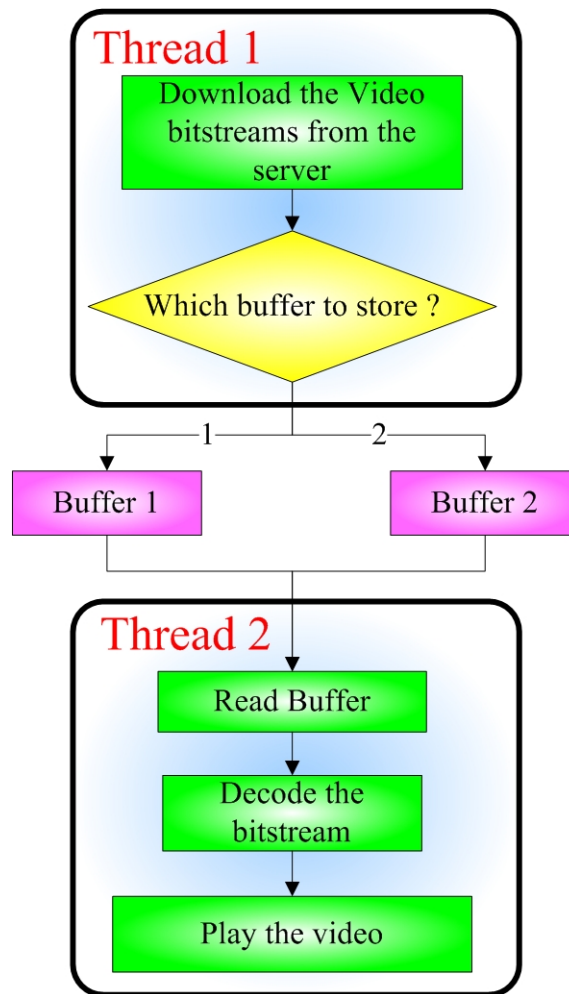 Thread 1
Download the Video
bitstreams from the
server
Which buffer to store ?
1
2
Buffer 1
Buffer 2
Thread 2
Read Buffer
Decode the
bitstream
Play the video